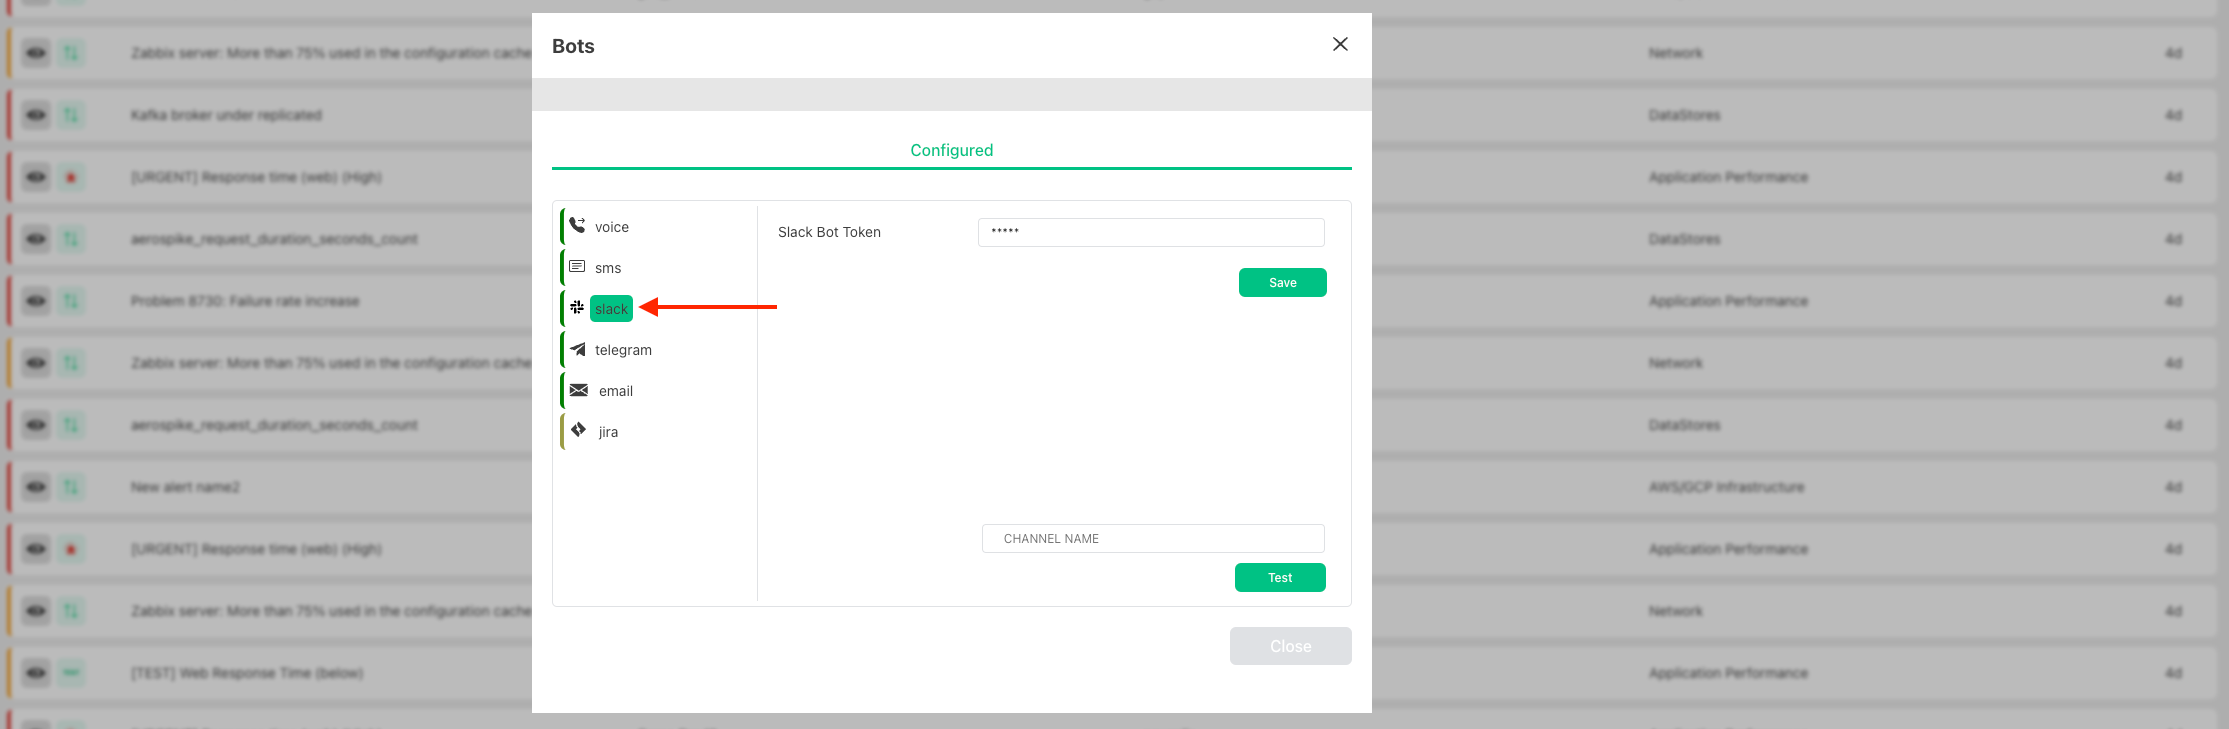 Bots
Configured
voice
sms
slack
telegram
email
jira
Slack Bot Token
*****
Save
CHANNEL NAME
Test
Close
Zabbix server: More than 75% used in the configuration cache
Network
4d
Kafka broker under replicated
DataStores
4d
[URGENT] Response time (web) (High)
Application Performance
4d
aerospike_request_duration_seconds_count
DataStores
4d
Problem 8730: Failure rate increase
Application Performance
4d
Zabbix server: More than 75% used in the configuration cache
Network
4d
aerospike_request_duration_seconds_count
DataStores
4d
New alert name2
AWS/GCP Infrastructure
4d
[URGENT] Response time (web) (High)
Application Performance
4d
Zabbix server: More than 75% used in the configuration cache
Network
4d
[TEST] Web Response Time (below)
Application Performance
4d